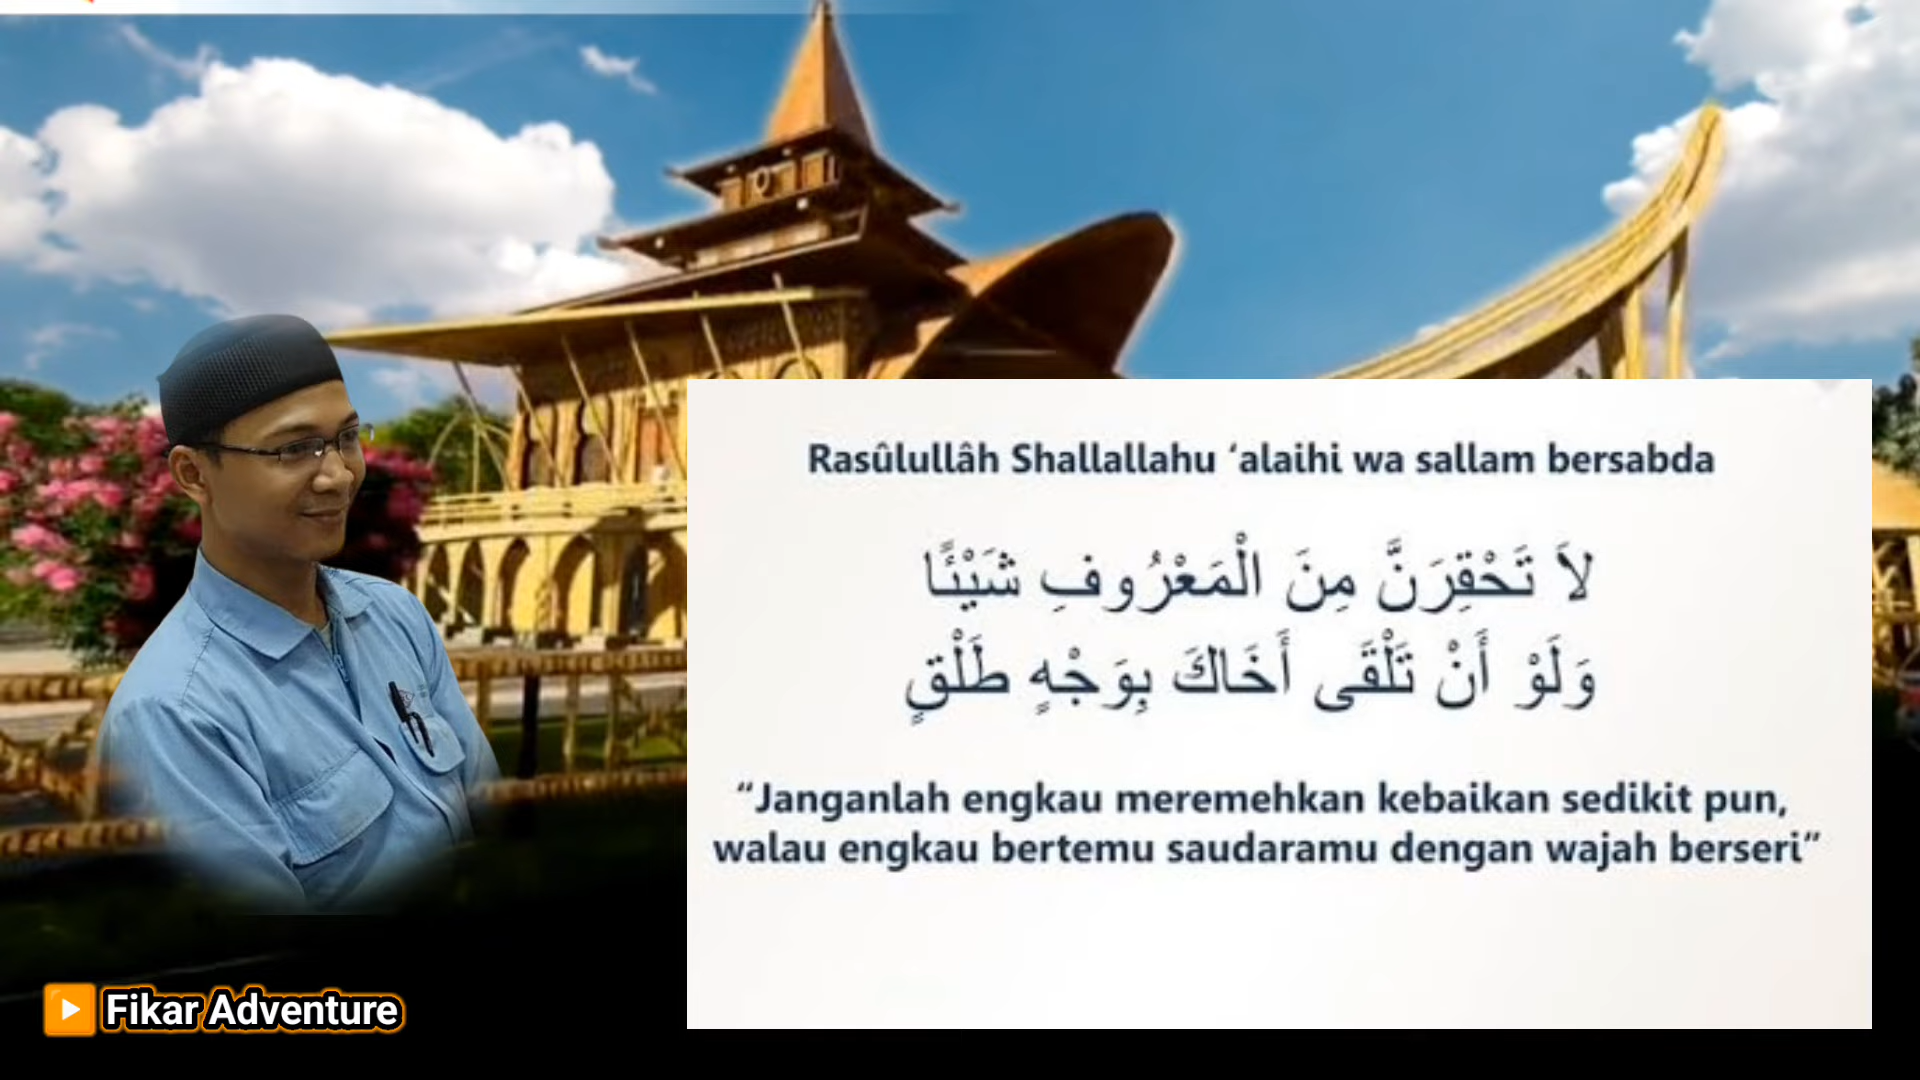 Rasûlullâh Shallallahu ‘alaihi wa sallam bersabda
لاَ تَحْقِرَنَّ مِنَ الْمَعْرُوفِ شَيْئًا
وَلَوْ أَنْ تَلْقَى أَخَاكَ بِوَجْهٍ طَلْقٍ
“Janganlah engkau meremehkan kebaikan sedikit pun,
walau engkau bertemu saudaramu dengan wajah berseri”
Fikar Adventure